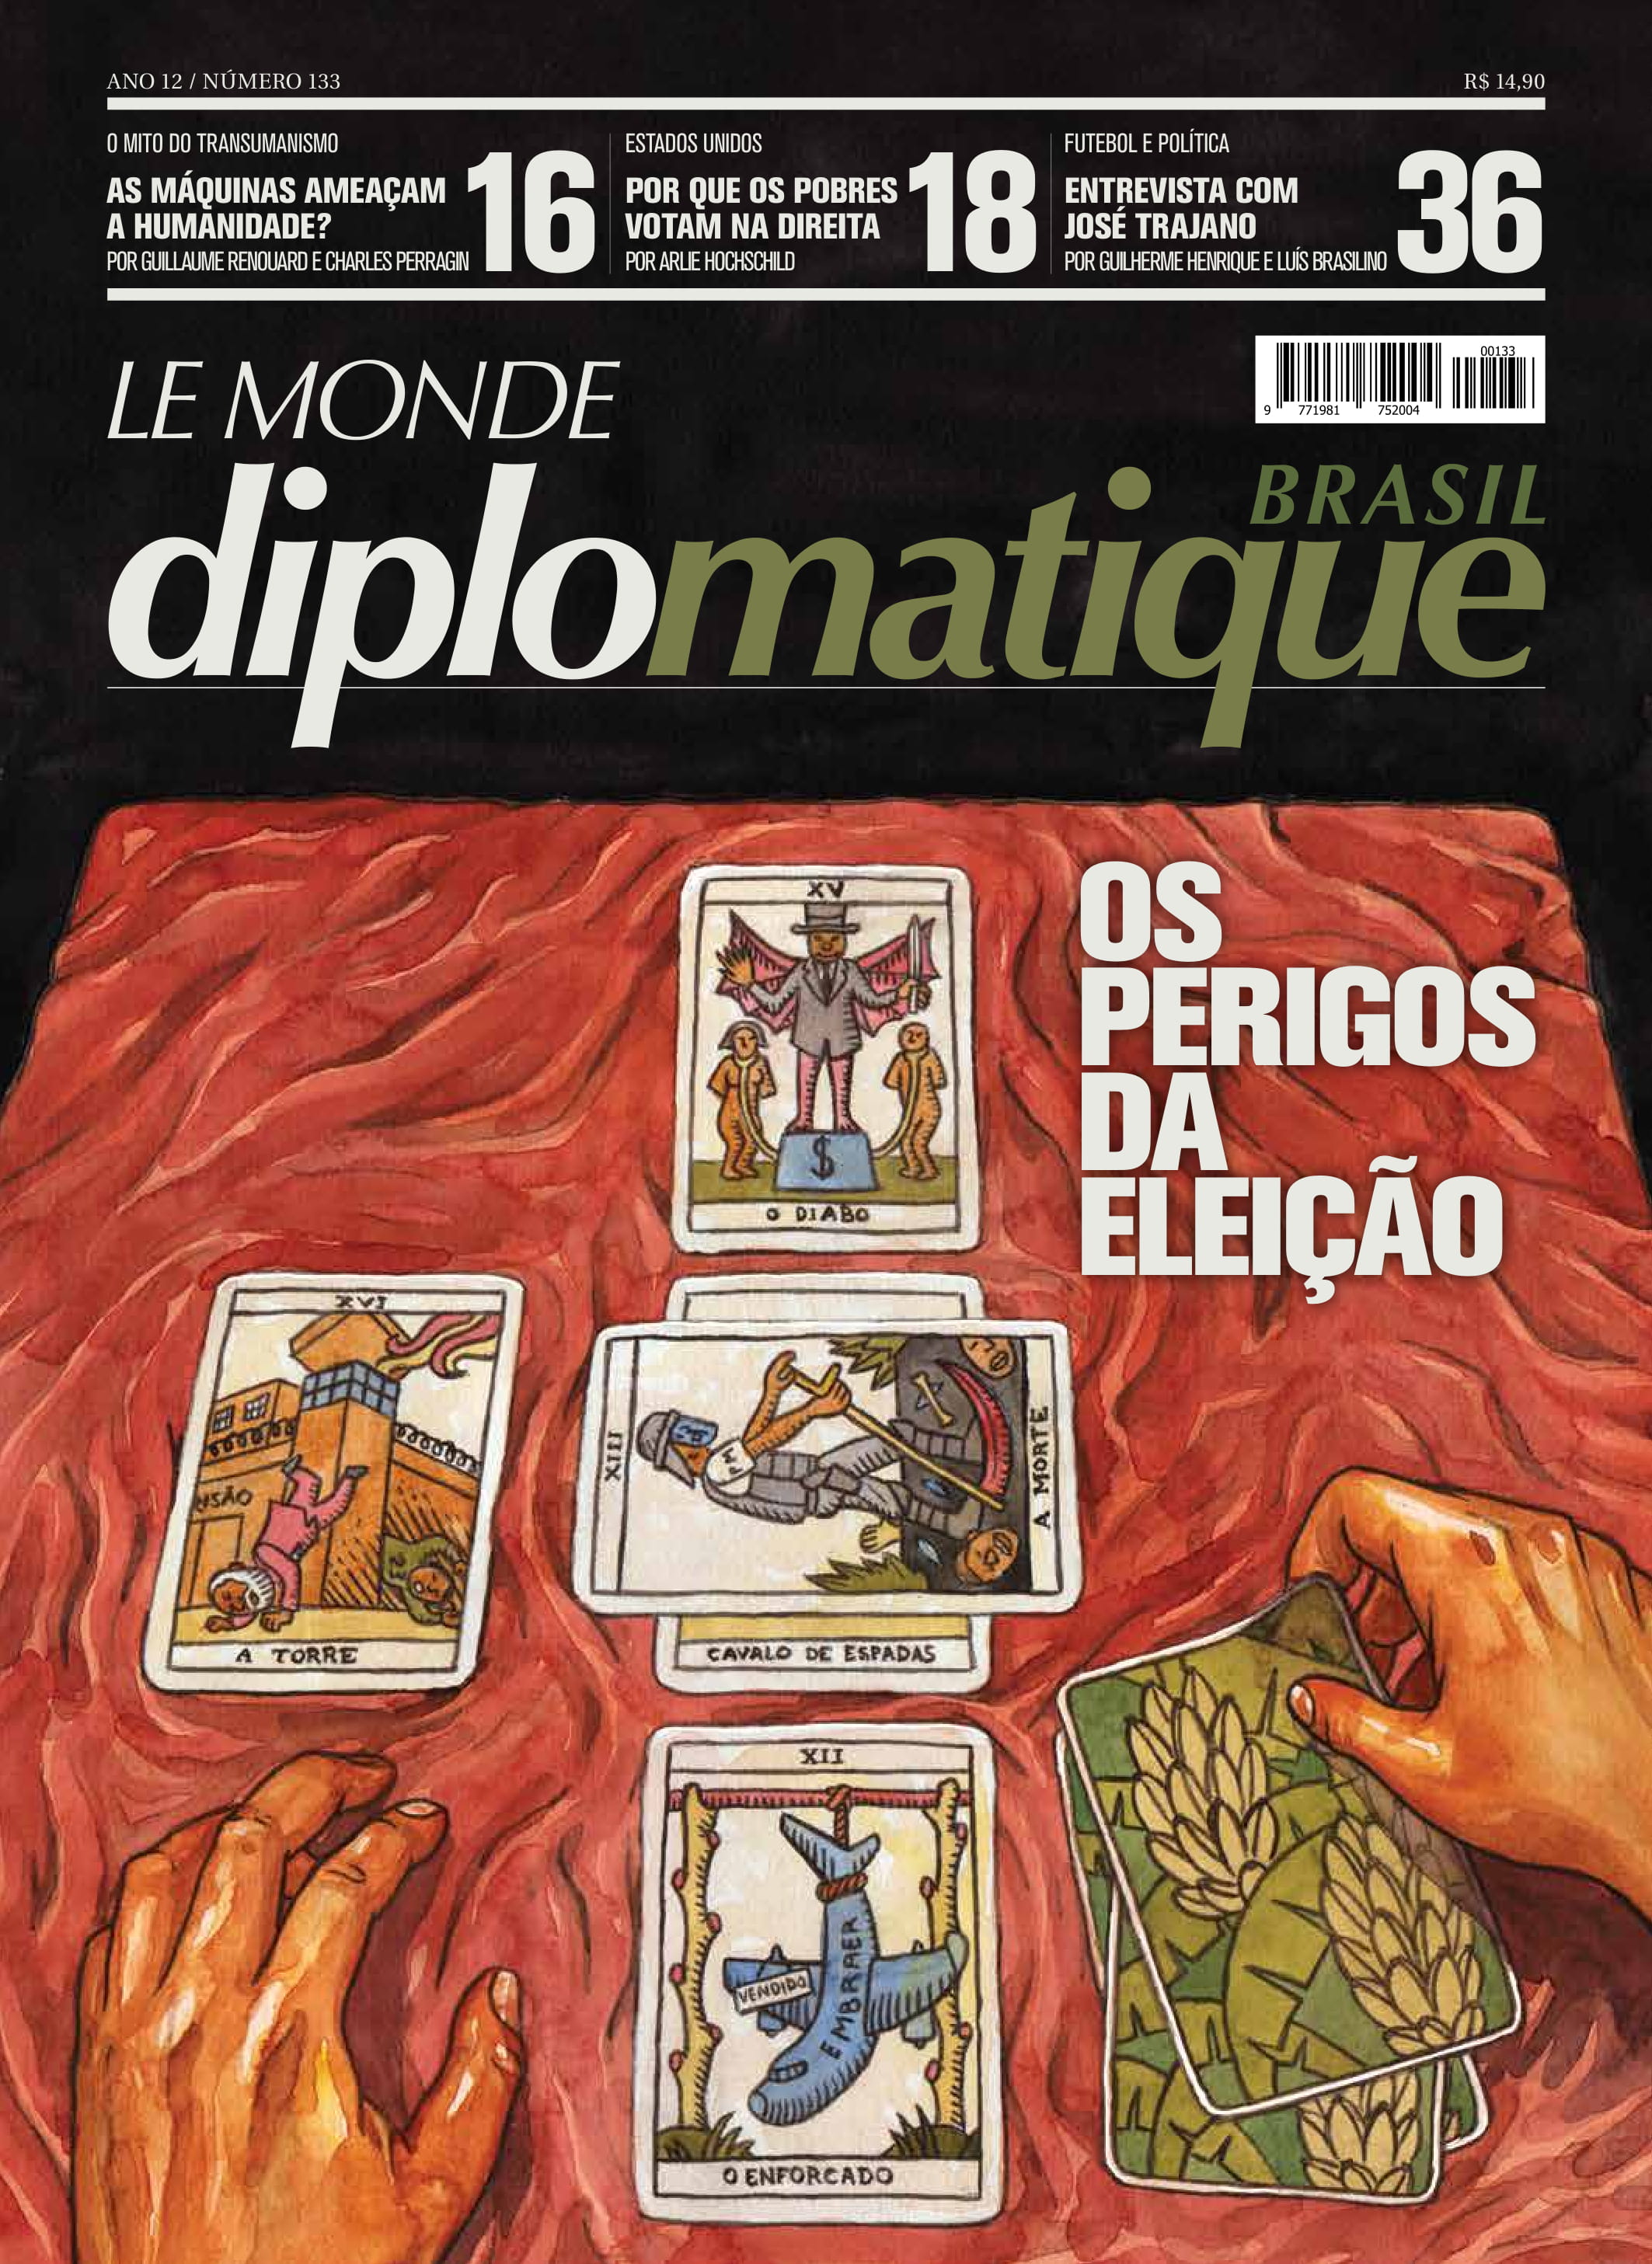 ANO 12 / NÚMERO 133
R$ 14,90
O MITO DO TRANSUMANISMO
AS MÁQUINAS AMEAÇAM
A HUMANIDADE?
POR GUILLAUME RENOUARD E CHARLES PERRAGIN
16
ESTADOS UNIDOS
POR QUE OS POBRES
VOTAM NA DIREITA
POR ARLIE HOCHSCHILD
18
FUTEBOL E POLÍTICA
ENTREVISTA COM
JOSÉ TRAJANO
POR GUILHERME HENRIQUE E LUÍS BRASILINO
36
00133
9 771981 752004
LE MONDE
diplomatique
BRASIL
OS
PERIGOS
DA
ELEIÇÃO
XV
$
O DIABO
XVI
NSÃO
A TORRE
XIII
PM
A MORTE
CAVALO DE ESPADAS
XII
VENDIDO
EMBRAER
O ENFORCADO